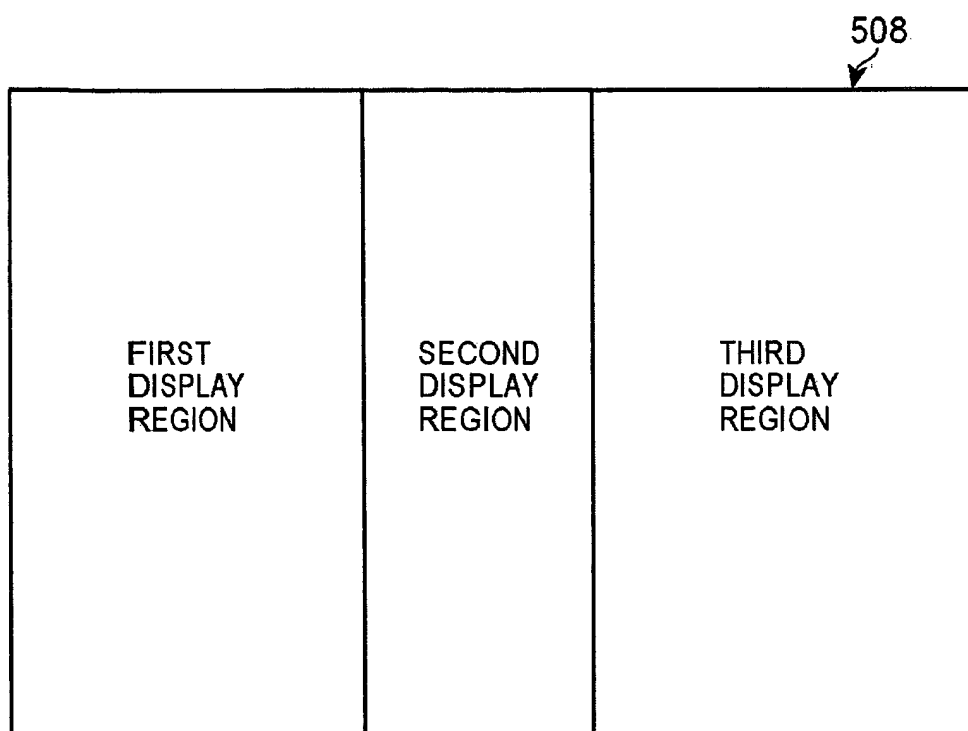 508
FIRST
DISPLAY
REGION
SECOND
DISPLAY
REGION
THIRD
DISPLAY
REGION